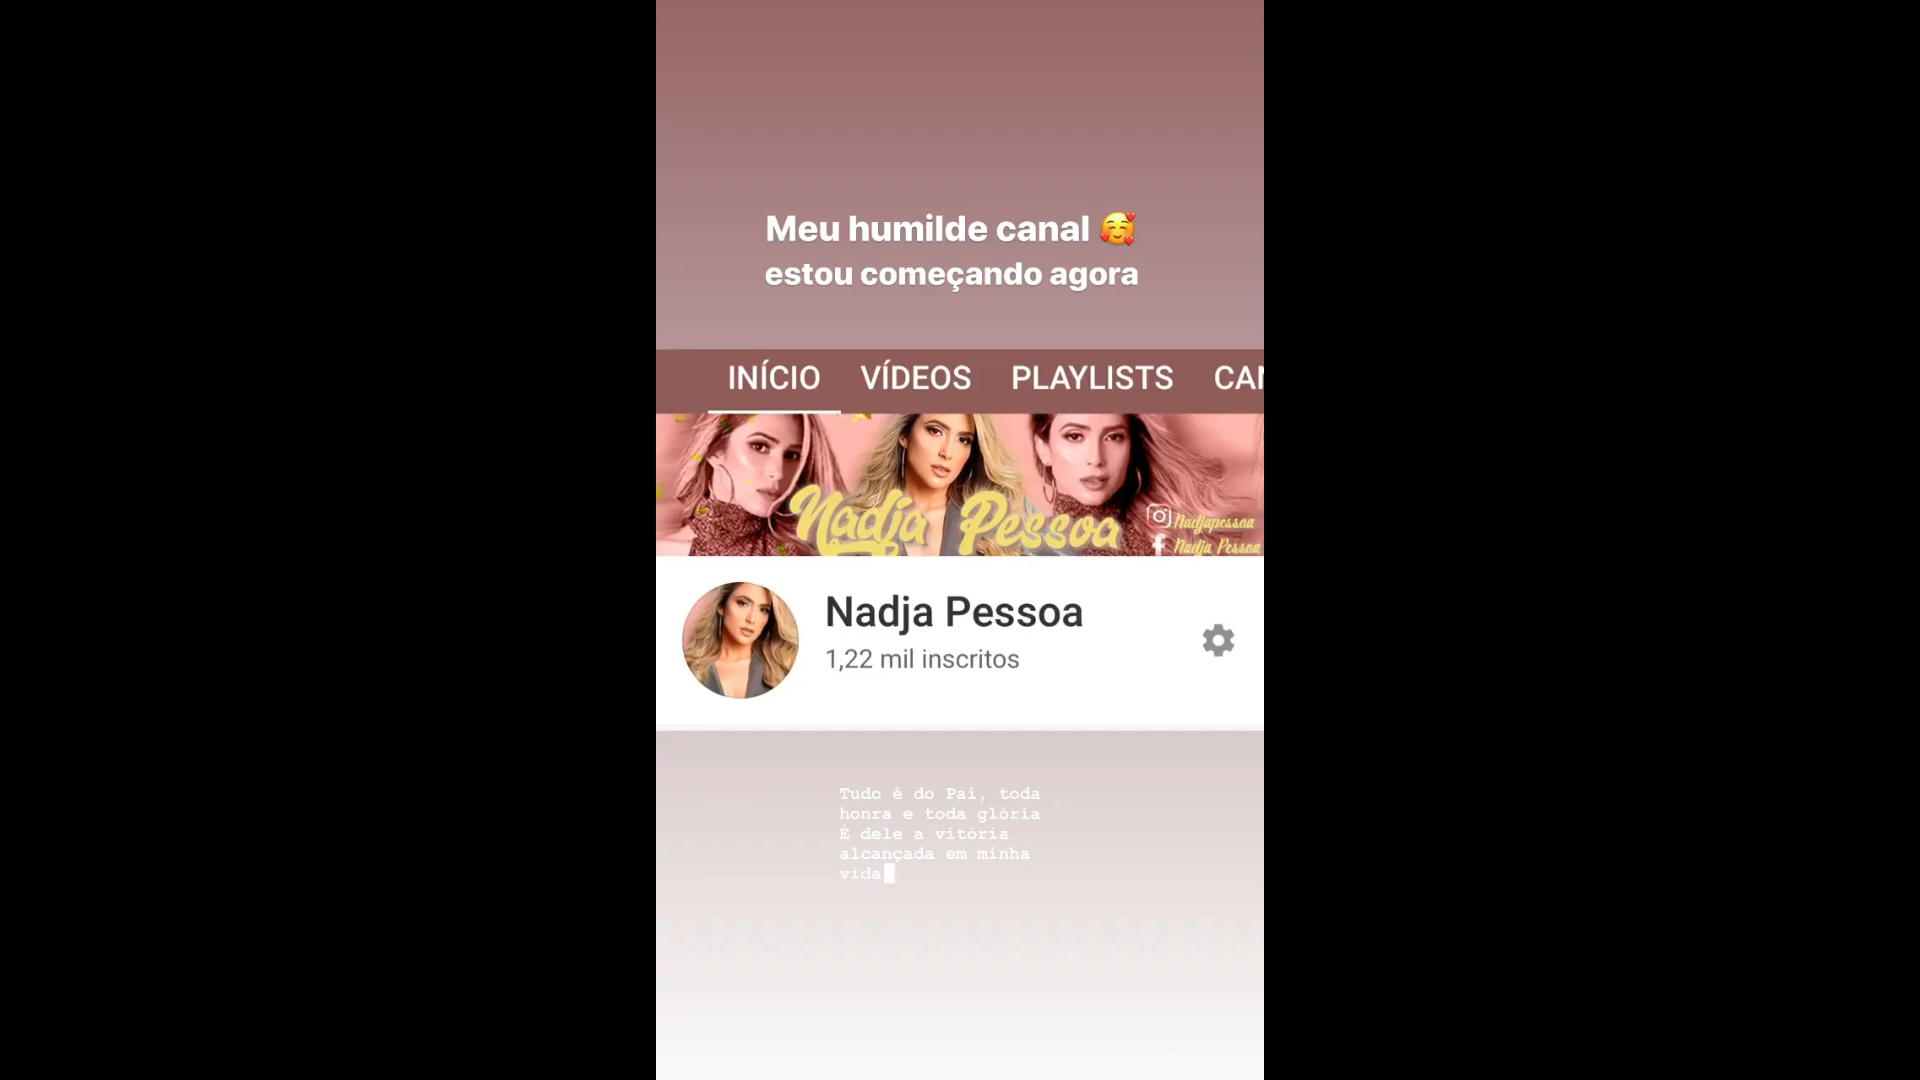 Meu humilde canal 🥰
estou começando agora
INÍCIO VÍDEOS PLAYLISTS CAN
Nadja Pessoa
Nadjapessoa
Nadja Pessoa
Nadja Pessoa
1,22 mil inscritos
Tudo é do Pai, toda
honra e toda glória
É dele a vitória
alcançada em minha
vida